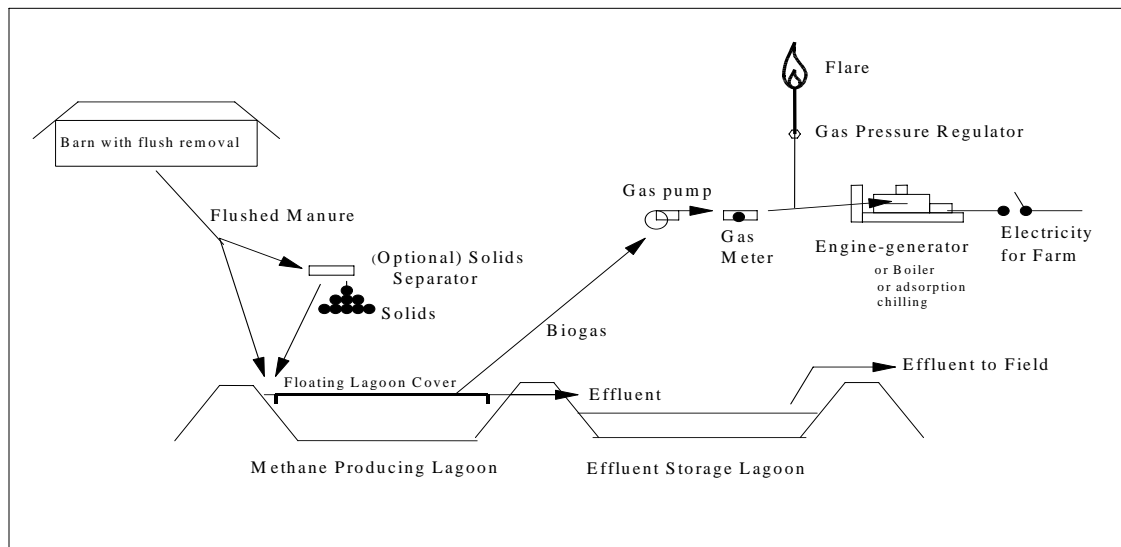 Flare
Barn with flush removal
Gas Pressure Regulator
Gas pump
Flushed Manure
Gas
Meter
Engine-generator
or Boiler
or adsorption
chilling
Electricity
for Farm
(Optional) Solids
Separator
Solids
Biogas
Floating Lagoon Cover
Effluent
Effluent to Field
Methane Producing Lagoon
Effluent Storage Lagoon